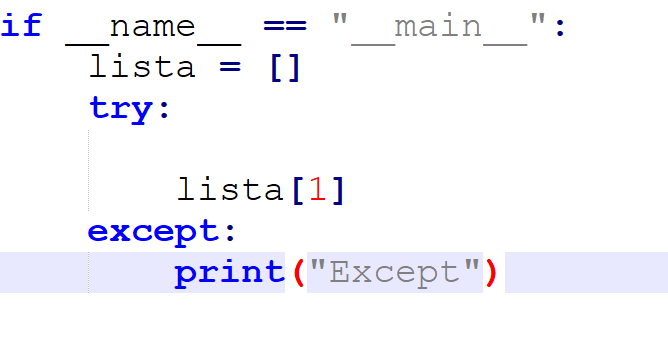 if __name__ == "__main__":
    lista = []
    try:

        lista[1]
    except:
        print("Except")